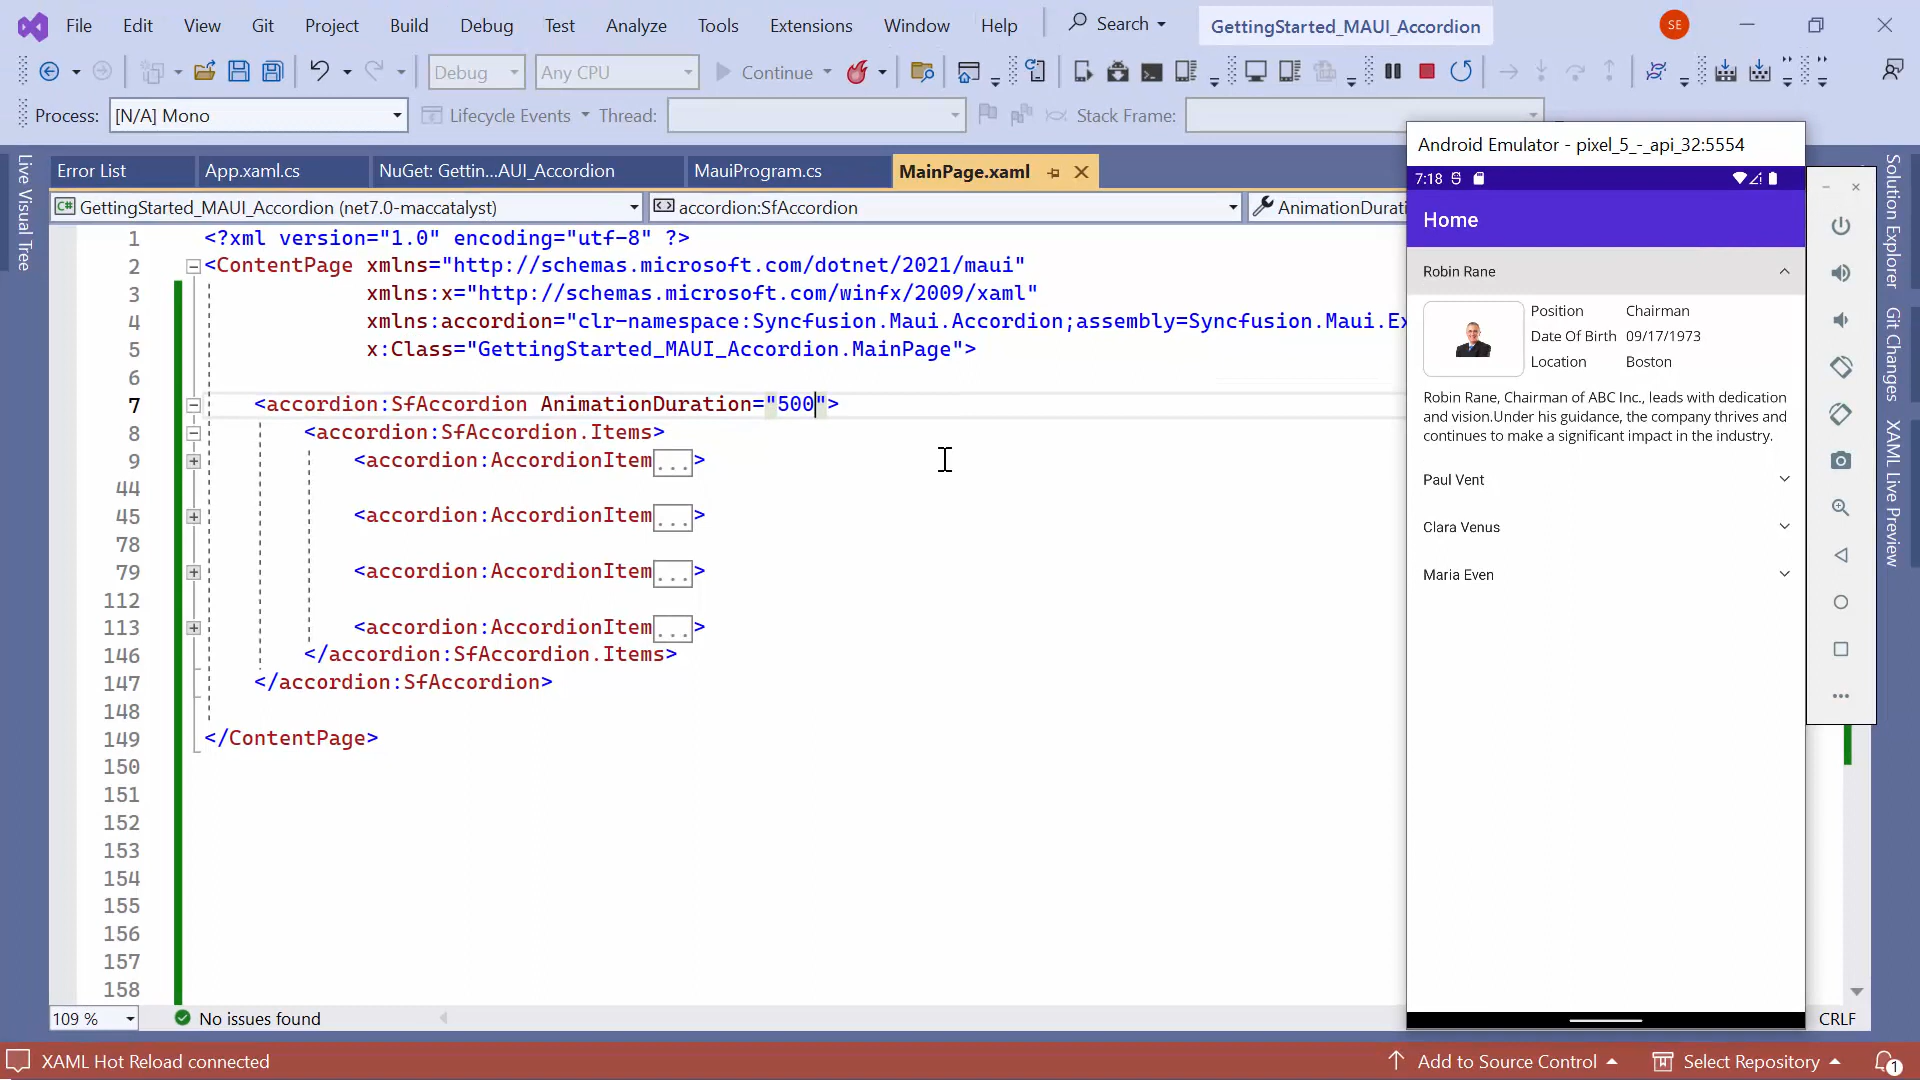 File Edit View Git Project Build Debug Test Analyze Tools Extensions Window Help Search GettingStarted_MAUI_Accordion SE
Debug Any CPU Continue
Process: [N/A] Mono Lifecycle Events Thread: Stack Frame:
Error List App.xaml.cs NuGet: Gettin...AUI_Accordion MauiProgram.cs MainPage.xaml
GettingStarted_MAUI_Accordion (net7.0-maccatalyst) accordion:SfAccordion AnimationDurati
Live Visual Tree
1 <?xml version="1.0" encoding="utf-8" ?>
2 <ContentPage xmlns="http://schemas.microsoft.com/dotnet/2021/maui"
3 xmlns:x="http://schemas.microsoft.com/winfx/2009/xaml"
4 xmlns:accordion="clr-namespace:Syncfusion.Maui.Accordion;assembly=Syncfusion.Maui.Ex
5 x:Class="GettingStarted_MAUI_Accordion.MainPage">
6
7 <accordion:SfAccordion AnimationDuration="500">
8 <accordion:SfAccordion.Items>
9 <accordion:AccordionItem...>
44
45 <accordion:AccordionItem...>
78
79 <accordion:AccordionItem...>
112
113 <accordion:AccordionItem...>
146 </accordion:SfAccordion.Items>
147 </accordion:SfAccordion>
148
149 </ContentPage>
150
151
152
153
154
155
156
157
158
109 % No issues found
CRLF
Android Emulator - pixel_5_-_api_32:5554
7:18
Home
Robin Rane
Position Chairman
Date Of Birth 09/17/1973
Location Boston
Robin Rane, Chairman of ABC Inc., leads with dedication
and vision.Under his guidance, the company thrives and
continues to make a significant impact in the industry.
Paul Vent
Clara Venus
Maria Even
Solution Explorer
Git Changes
XAML Live Preview
XAML Hot Reload connected Add to Source Control Select Repository 1